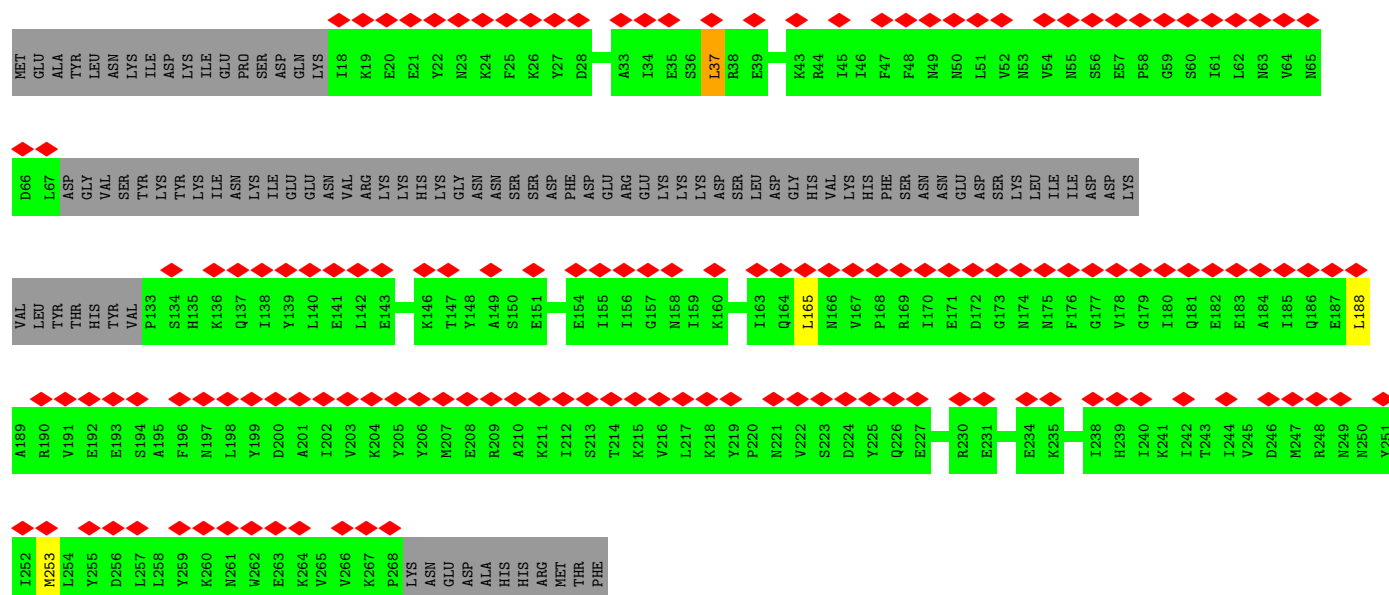 MET GLU ALA TYR LEU ASN LYS ILE ASP LYS ILE GLU PRO SER ASP GLN LYS I18 K19 E20 E21 Y22 N23 K24 F25 K26 Y27 D28 A33 I34 E35 S36 L37 R38 E39 K43 R44 I45 I46 F47 F48 N49 N50 L51 V52 N53 V54 N55 S56 E57 P58 G59 S60 I61 L62 N63 V64 N65
D66 L67 ASP GLY VAL SER TYR LYS TYR LYS ILE ASN LYS ILE GLU GLU ASN VAL ARG LYS LYS HIS LYS GLY ASN ASN SER SER ASP PHE ASP GLU ARG GLU LYS LYS LYS ASP SER LEU ASP GLY HIS VAL LYS HIS PHE SER ASN ASN GLU ASP SER LYS LEU ILE ILE ASP ASP LYS
VAL LEU TYR THR HIS TYR VAL P133 S134 H135 K136 Q137 I138 Y139 L140 E141 L142 E143 K146 T147 Y148 A149 S150 E151 E154 I155 I156 G157 N158 I159 K160 I163 Q164 L165 N166 V167 P168 R169 I170 E171 D172 G173 N174 N175 F176 G177 V178 G179 I180 Q181 E182 E183 A184 I185 Q186 E187 L188
A189 R190 V191 E192 E193 S194 A195 F196 N197 L198 Y199 D200 A201 I202 V203 K204 Y205 Y206 M207 E208 R209 A210 K211 I212 S213 T214 K215 V216 L217 K218 Y219 P220 N221 V222 S223 D224 Y225 Q226 E227 R230 E231 E234 K235 I238 H239 I240 K241 I242 T243 I244 V245 D246 M247 R248 N249 N250 Y251
I252 M253 L254 Y255 D256 L257 L258 Y259 K260 N261 W262 E263 K264 V265 V266 K267 P268 LYS ASN GLU ASP ALA HIS HIS ARG MET THR PHE